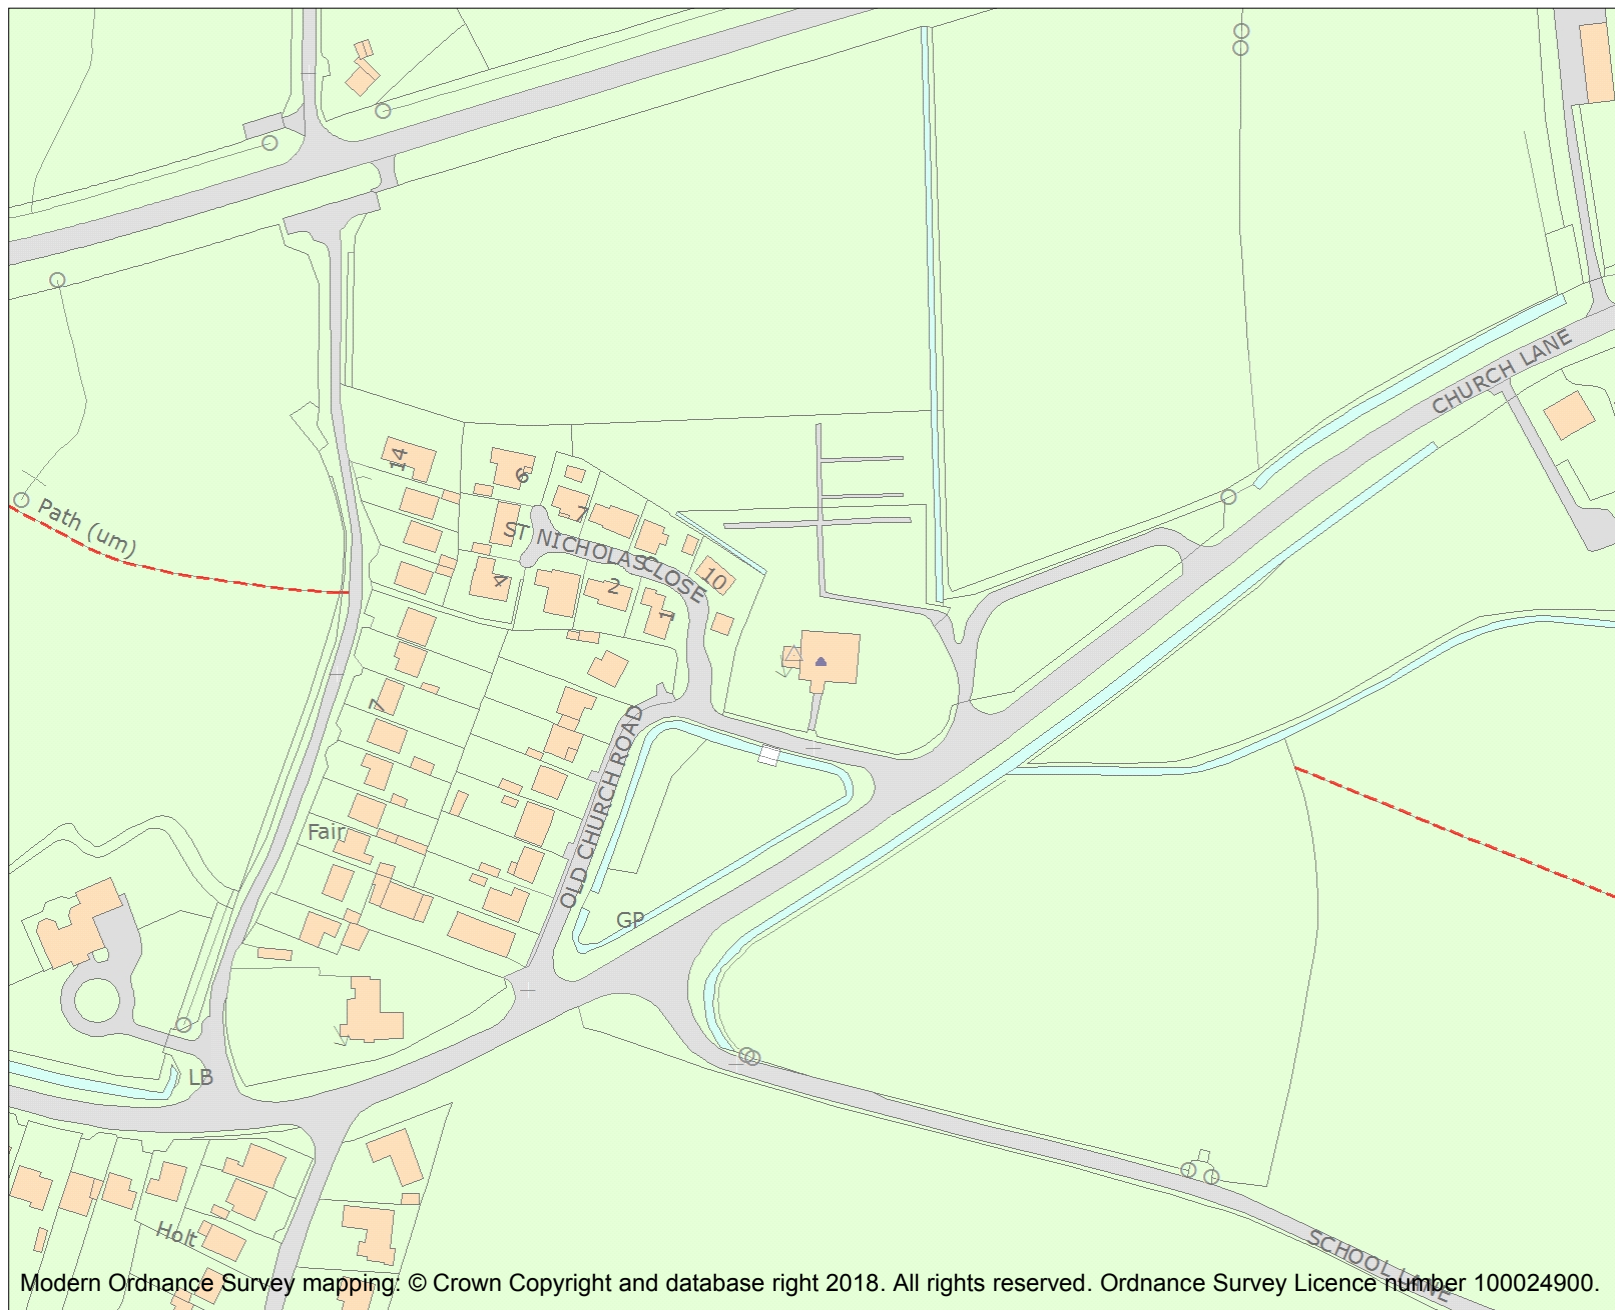 CHURCH LANE
14
6
7
Path (um)
ST NICHOLAS CLOSE
4
2
10
1
7
OLD CHURCH ROAD
Fair
GP
LB
Holt
SCHOOL LANE
Modern Ordnance Survey mapping: © Crown Copyright and database right 2018. All rights reserved. Ordnance Survey Licence number 100024900.